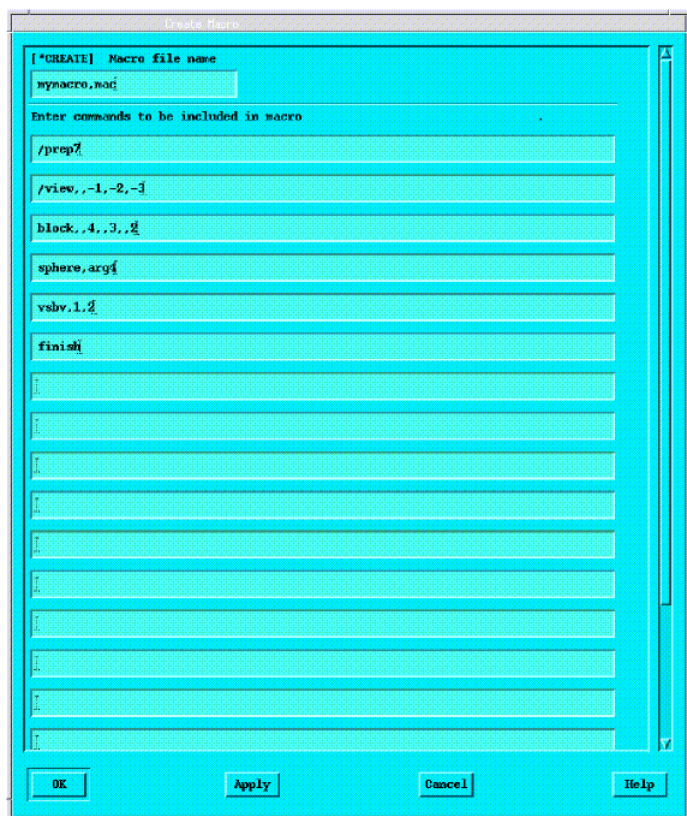 Create Macro
[*CREATE] Macro file name
mymacro,mac
Enter commands to be included in macro
/prep7
/view,,-1,-2,-3
block,,4,,3,,2
sphere,arg1
vsbv,1,2
finish
OK Apply Cancel Help